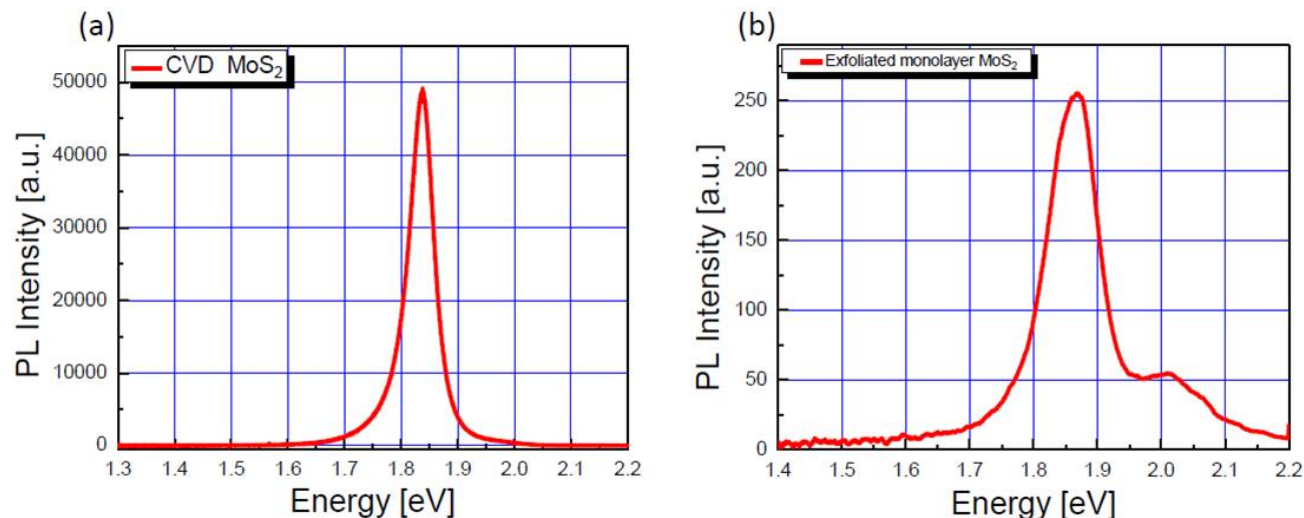 (a)
CVD MoS₂
PL Intensity [a.u.]
50000
40000
30000
20000
10000
0
1.3 1.4 1.5 1.6 1.7 1.8 1.9 2.0 2.1 2.2
Energy [eV]
(b)
Exfoliated monolayer MoS₂
PL Intensity [a.u.]
250
200
150
100
50
0
1.4 1.5 1.6 1.7 1.8 1.9 2.0 2.1 2.2
Energy [eV]